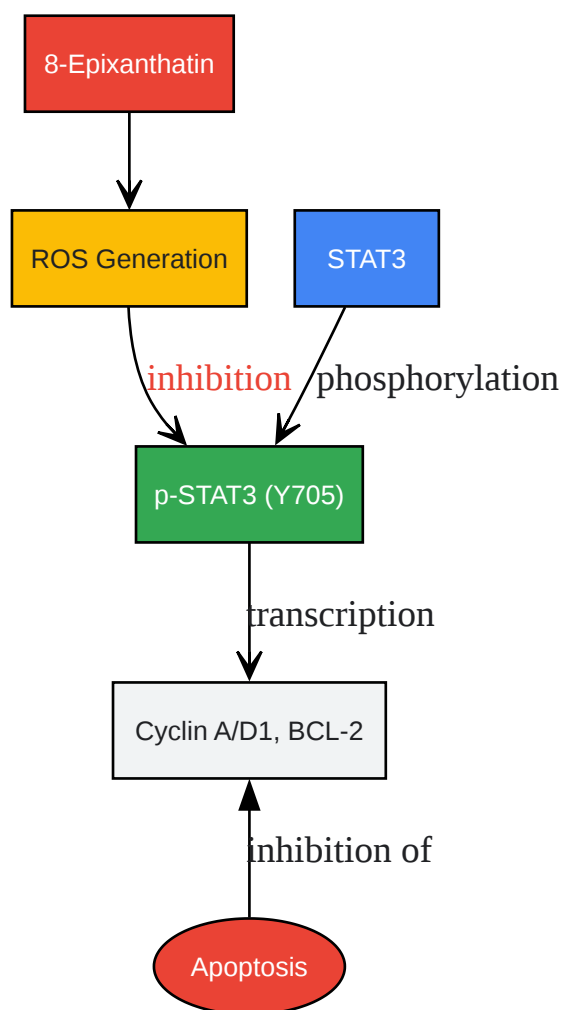 8-Epixanthatin
ROS Generation
STAT3
inhibition
phosphorylation
p-STAT3 (Y705)
transcription
Cyclin A/D1, BCL-2
inhibition of
Apoptosis